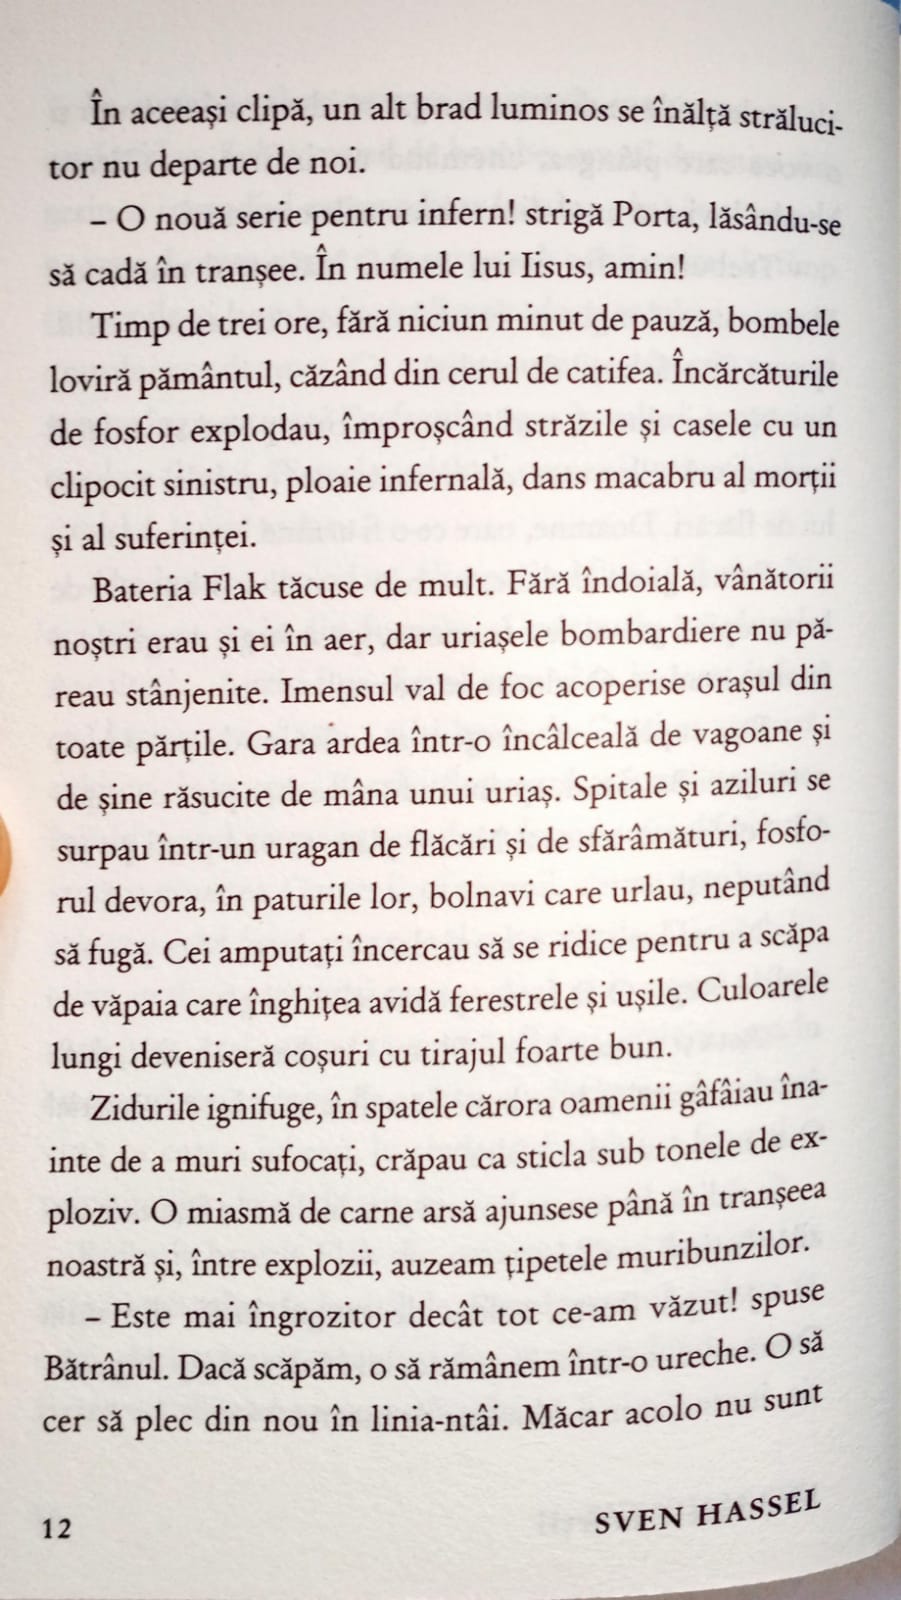 În aceeași clipă, un alt brad luminos se înălță străluci-
tor nu departe de noi.
– O nouă serie pentru infern! strigă Porta, lăsându-se
să cadă în tranșee. În numele lui Iisus, amin!
Timp de trei ore, fără niciun minut de pauză, bombele
loviră pământul, căzând din cerul de catifea. Încărcăturile
de fosfor explodau, împroșcând străzile și casele cu un
clipocit sinistru, ploaie infernală, dans macabru al morții
și al suferinței.
Bateria Flak tăcuse de mult. Fără îndoială, vânătorii
noștri erau și ei în aer, dar uriașele bombardiere nu pă-
reau stânjenite. Imensul val de foc acoperise orașul din
toate părțile. Gara ardea într-o încâlceală de vagoane și
de șine răsucite de mâna unui uriaș. Spitale și aziluri se
surpau într-un uragan de flăcări și de sfărâmături, fosfo-
rul devora, în paturile lor, bolnavi care urlau, neputând
să fugă. Cei amputați încercau să se ridice pentru a scăpa
de văpaia care înghițea avidă ferestrele și ușile. Culoarele
lungi deveniseră coșuri cu tirajul foarte bun.
Zidurile ignifuge, în spatele cărora oamenii gâfâiau îna-
inte de a muri sufocați, crăpau ca sticla sub tonele de ex-
ploziv. O miasmă de carne arsă ajunsese până în tranșeea
noastră și, între explozii, auzeam țipetele muribunzilor.
– Este mai îngrozitor decât tot ce-am văzut! spuse
Bătrânul. Dacă scăpăm, o să rămânem într-o ureche. O să
cer să plec din nou în linia-ntâi. Măcar acolo nu sunt
12
SVEN HASSEL